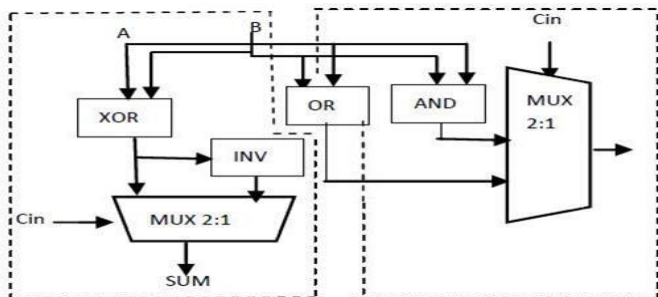 A
B
Cin
XOR
OR
AND
MUX
2:1
INV
Cin
MUX 2:1
SUM